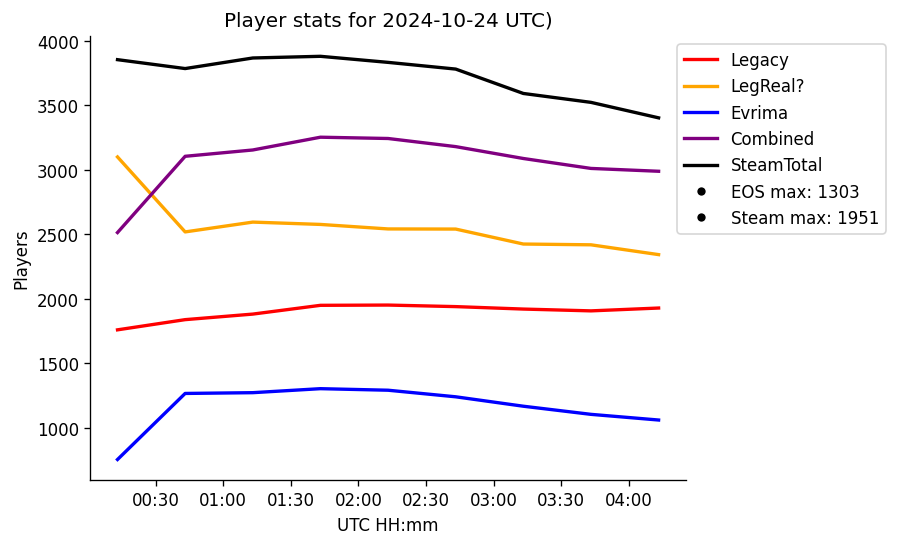 Player stats for 2024-10-24 UTC)
4000
3500
3000
2500
2000
1500
1000
Players
00:30 01:00 01:30 02:00 02:30 03:00 03:30 04:00
UTC HH:mm
Legacy
LegReal?
Evrima
Combined
SteamTotal
EOS max: 1303
Steam max: 1951